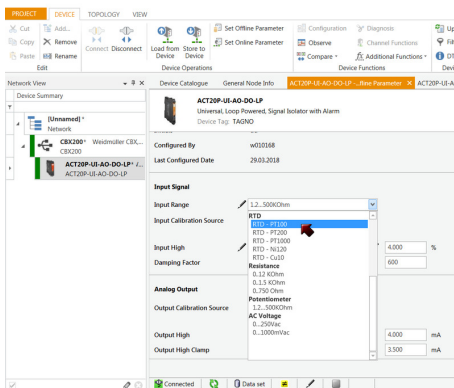 PROJECT DEVICE TOPOLOGY VIEW
Cut Add...
Copy Remove
Paste Rename
Connect Disconnect
Load from Device Store to Device
Set Offline Parameter
Set Online Parameter
Configuration Diagnosis
Observe Channel Functions
Compare Additional Functions
Edit Device Operations Device Functions
Network View
Device Summary
[Unnamed]*
Network
CBX200* Weidmüller CBX...
CBX200
ACT20P-UI-AO-DO-LP*
ACT20P-UI-AO-DO-LP
Device Catalogue General Node Info ACT20P-UI-AO-DO-LP -...ffline Parameter ACT20P-UI-A
ACT20P-UI-AO-DO-LP
Universal, Loop Powered, Signal Isolator with Alarm
Device Tag: TAGNO
Configured By w010168
Last Configured Date 29.03.2018
Input Signal
Input Range 1.2...500KOhm
Input Calibration Source
RTD
RTD - PT100
RTD - PT200
RTD - PT1000
RTD - Ni120
RTD - Cu10
Resistance
0..12 KOhm
0..1.5 KOhm
0..750 Ohm
Potentiometer
1.2...500KOhm
AC Voltage
0...250Vac
0...1000mVac
Input High 4.000 %
Damping Factor 600
Analog Output
Output Calibration Source
Output High 4.000 mA
Output High Clamp 3.500 mA
Connected Data set